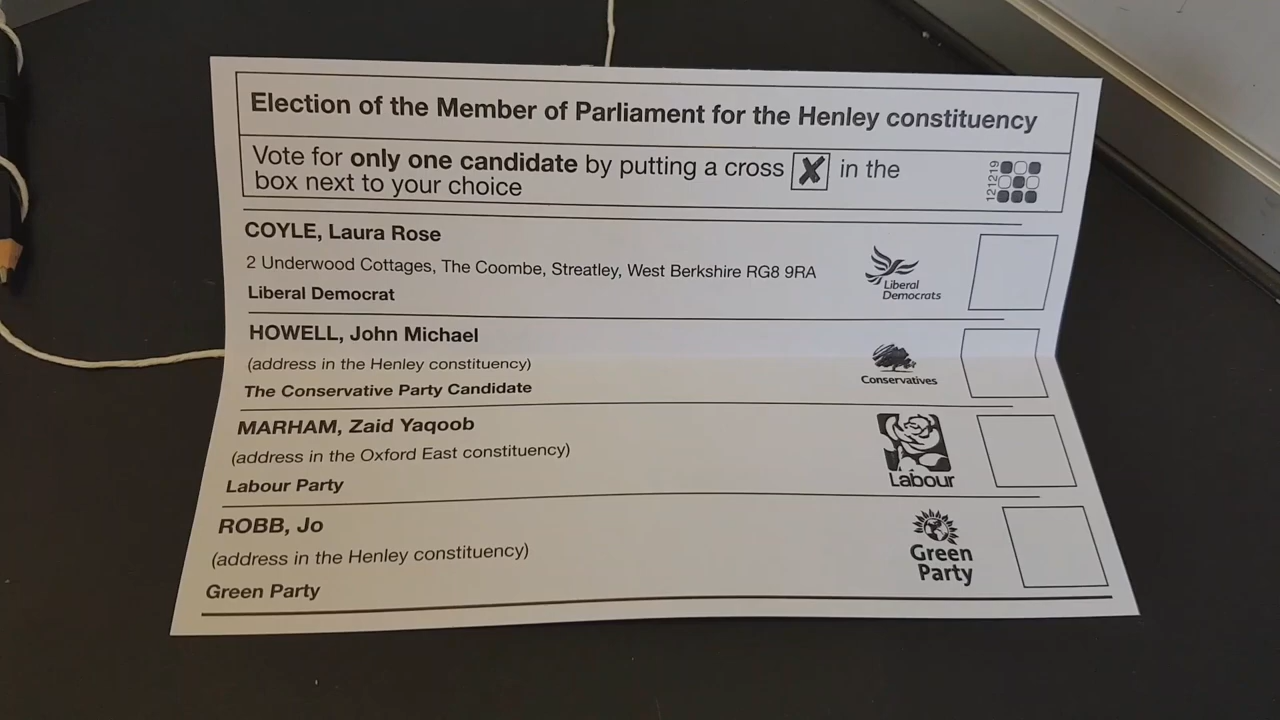 Election of the Member of Parliament for the Henley constituency
Vote for only one candidate by putting a cross X in the
box next to your choice
121219
COYLE, Laura Rose
2 Underwood Cottages, The Coombe, Streatley, West Berkshire RG8 9RA
Liberal Democrat
Liberal
Democrats
HOWELL, John Michael
(address in the Henley constituency)
The Conservative Party Candidate
Conservatives
MARHAM, Zaid Yaqoob
(address in the Oxford East constituency)
Labour Party
Labour
ROBB, Jo
(address in the Henley constituency)
Green Party
Green
Party